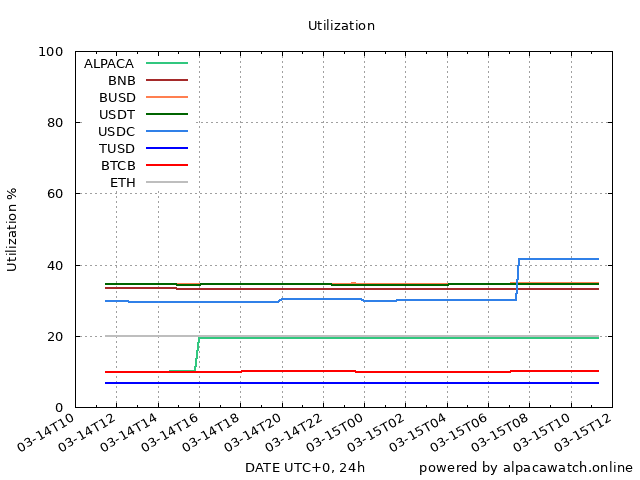 Utilization
100
80
60
40
20
0
Utilization %
ALPACA
BNB
BUSD
USDT
USDC
TUSD
BTCB
ETH
03-14T10
03-14T12
03-14T14
03-14T16
03-14T18
03-14T20
03-14T22
03-15T00
03-15T02
03-15T04
03-15T06
03-15T08
03-15T10
03-15T12
DATE UTC+0, 24h
powered by alpacawatch.online